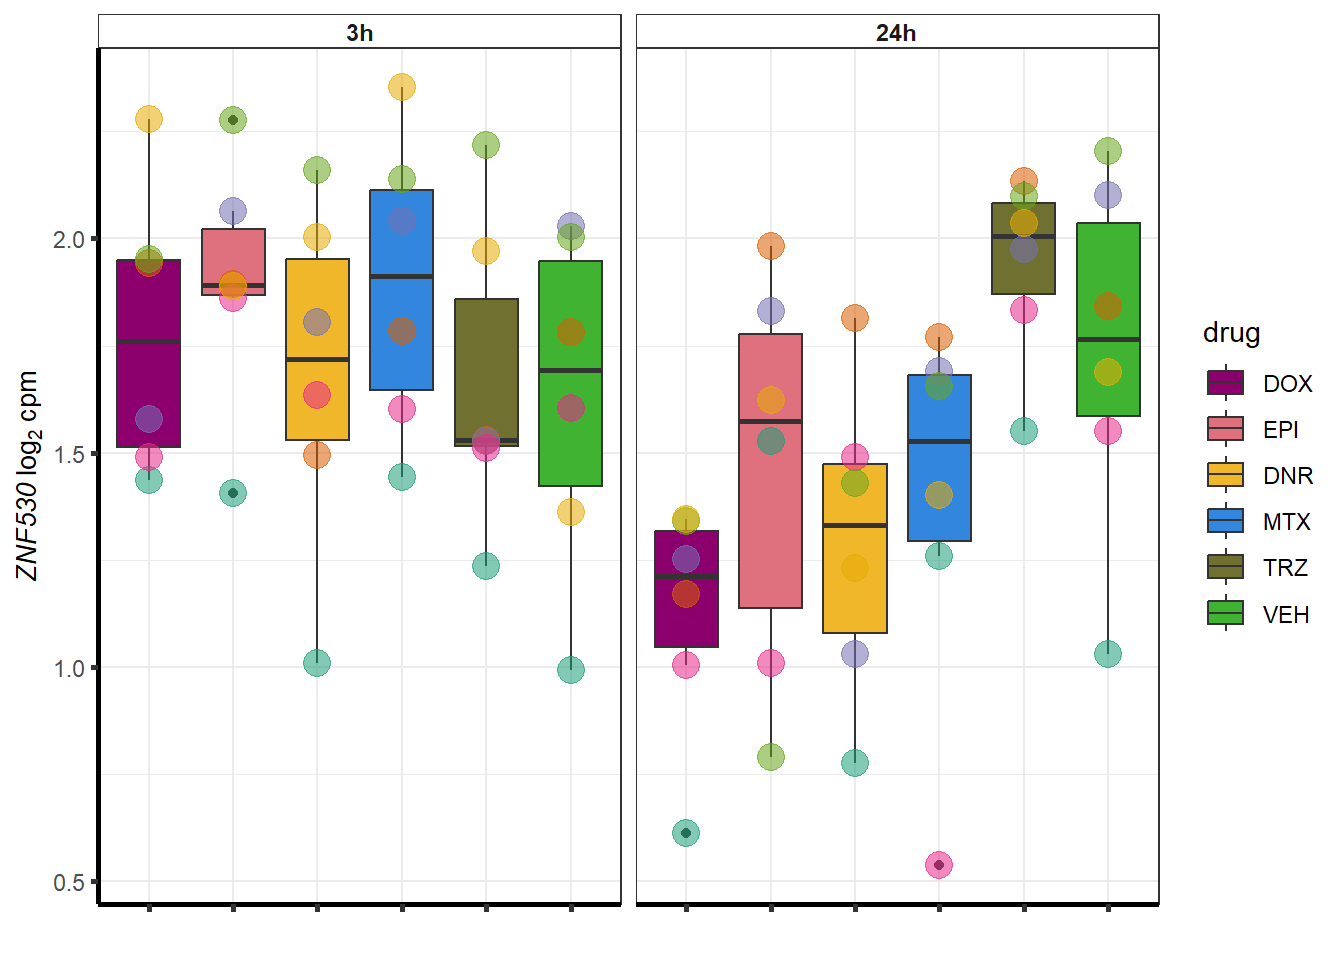 3h
24h
2.0
1.5
1.0
0.5
ZNF530 log₂ cpm
drug
DOX
EPI
DNR
MTX
TRZ
VEH